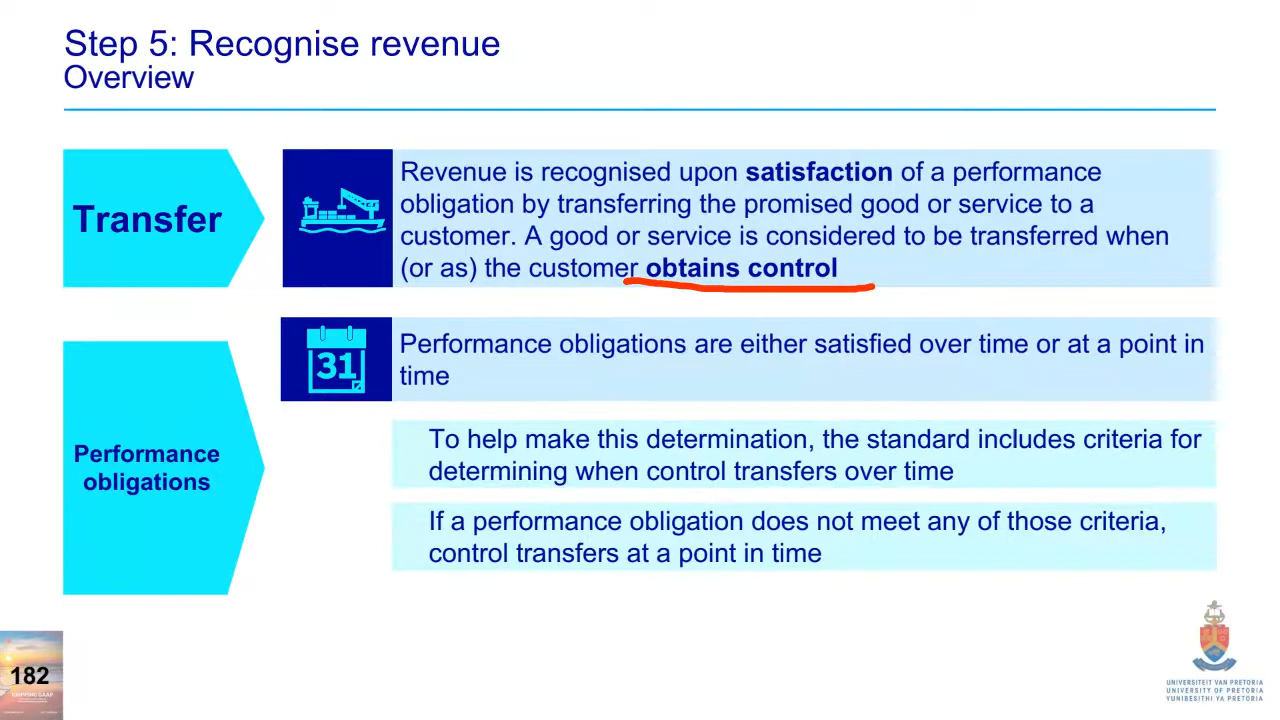 Step 5: Recognise revenue
Overview
Transfer
Revenue is recognised upon satisfaction of a performance
obligation by transferring the promised good or service to a
customer. A good or service is considered to be transferred when
(or as) the customer obtains control
31
Performance obligations are either satisfied over time or at a point in
time
Performance
obligations
To help make this determination, the standard includes criteria for
determining when control transfers over time
If a performance obligation does not meet any of those criteria,
control transfers at a point in time
182
GRIPPING GAAP
UNIVERSITEIT VAN PRETORIA
UNIVERSITY OF PRETORIA
YUNIBESITHI YA PRETORIA